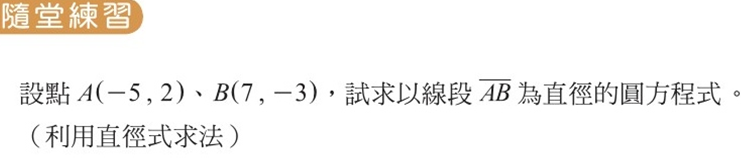 隨堂練習
設點 A(−5 , 2)、B(7 , −3)，試求以線段 \overline{AB} 為直徑的圓方程式。
（利用直徑式求法）